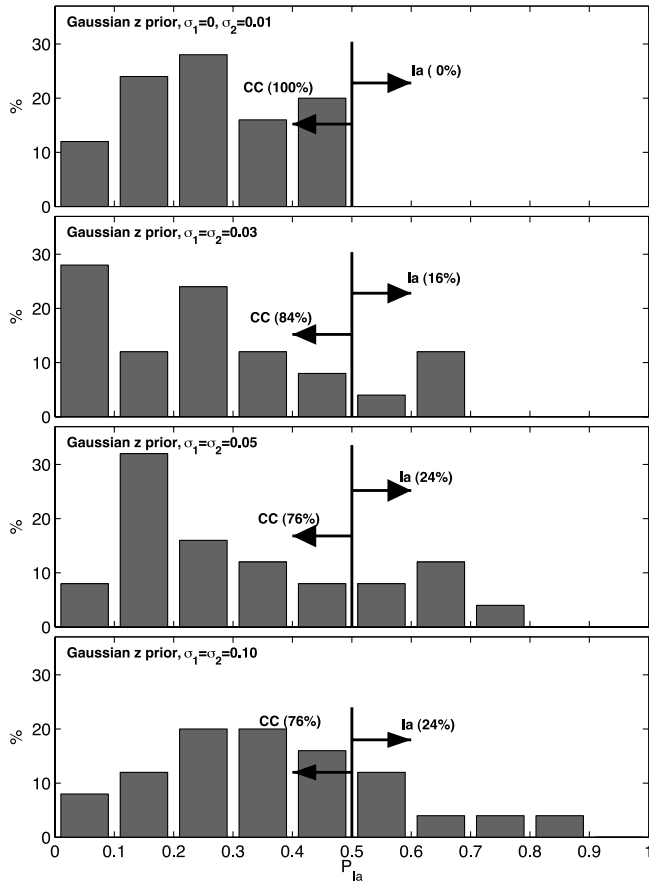 Gaussian z prior, σ1=0, σ2=0.01
Ia ( 0%)
CC (100%)
%
30
20
10
0
Gaussian z prior, σ1=σ2=0.03
Ia (16%)
CC (84%)
%
30
20
10
0
Gaussian z prior, σ1=σ2=0.05
Ia (24%)
CC (76%)
%
30
20
10
0
Gaussian z prior, σ1=σ2=0.10
CC (76%)
Ia (24%)
%
30
20
10
0
0 0.1 0.2 0.3 0.4 0.5 0.6 0.7 0.8 0.9 1
PIa